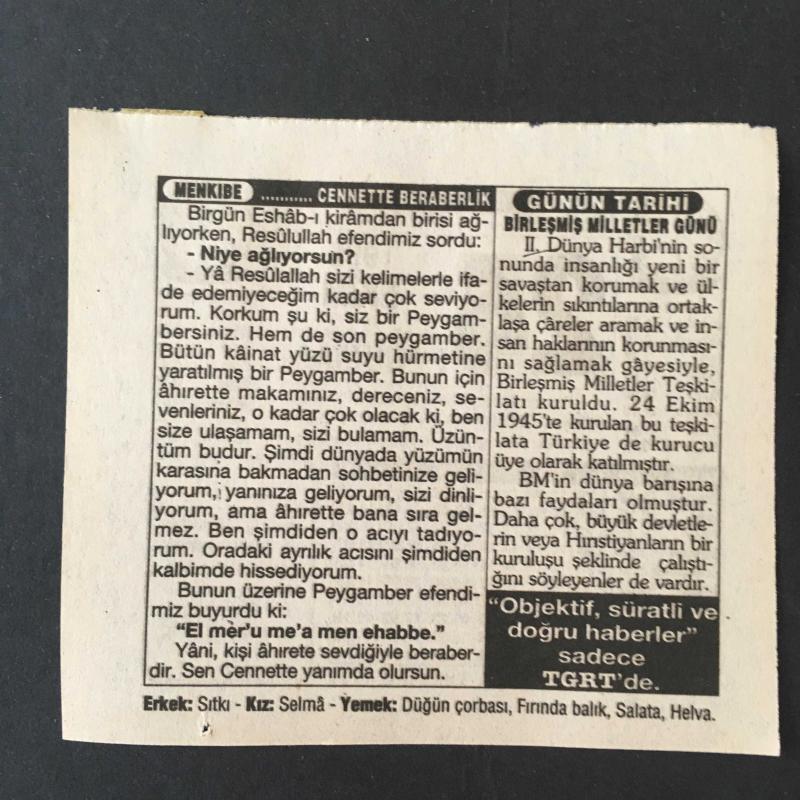 MENKIBE ........... CENNETTE BERABERLİK
Birgün Eshâb-ı kirâmdan birisi ağ-
lıyorken, Resûlullah efendimiz sordu:
- Niye ağlıyorsun?
- Yâ Resûlallah sizi kelimelerle ifa-
de edemiyeceğim kadar çok seviyo-
rum. Korkum şu ki, siz bir Peygam-
bersiniz. Hem de son peygamber.
Bütün kâinat yüzü suyu hürmetine
yaratılmış bir Peygamber. Bunun için
âhırette makamınız, dereceniz, se-
venleriniz, o kadar çok olacak ki, ben
size ulaşamam, sizi bulamam. Üzün-
tüm budur. Şimdi dünyada yüzümün
karasına bakmadan sohbetinize geli-
yorum, yanınıza geliyorum, sizi dinli-
yorum, ama âhırette bana sıra gel-
mez. Ben şimdiden o acıyı tadıyo-
rum. Oradaki ayrılık acısını şimdiden
kalbimde hissediyorum.
Bunun üzerine Peygamber efendi-
miz buyurdu ki:
"El mer'u me'a men ehabbe."
Yâni, kişi âhırete sevdiğiyle beraber-
dir. Sen Cennette yanımda olursun.
GÜNÜN TARİHİ
BİRLEŞMİŞ MİLLETLER GÜNÜ
II. Dünya Harbi'nin so-
nunda insanlığı yeni bir
savaştan korumak ve ül-
kelerin sıkıntılarına ortak-
laşa çâreler aramak ve in-
san haklarının korunması-
nı sağlamak gâyesiyle,
Birleşmiş Milletler Teşki-
latı kuruldu. 24 Ekim
1945'te kurulan bu teşki-
lata Türkiye de kurucu
üye olarak katılmıştır.
BM'in dünya barışına
bazı faydaları olmuştur.
Daha çok, büyük devletle-
rin veya Hırıstiyanların bir
kuruluşu şeklinde çalıştı-
ğını söyleyenler de vardır.
"Objektif, süratli ve
doğru haberler"
sadece
TGRT'de.
Erkek: Sıtkı - Kız: Selmâ - Yemek: Düğün çorbası, Fırında balık, Salata, Helva.